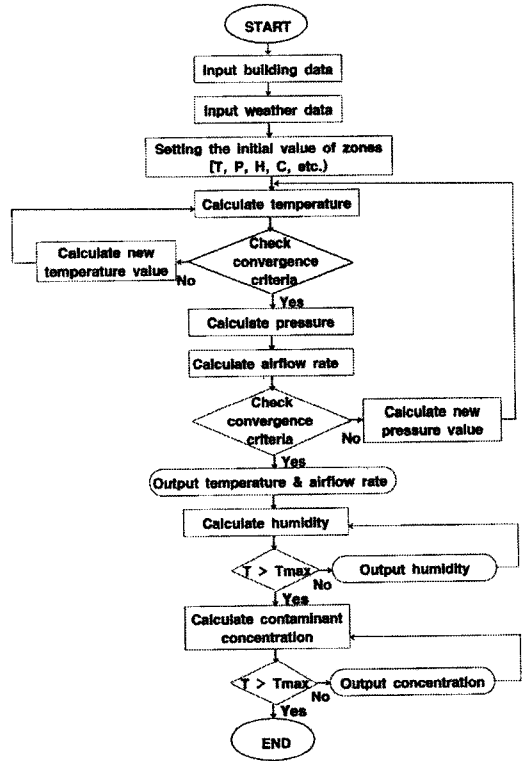 START
Input building data
Input weather data
Setting the initial value of zones
[T, P, H, C, etc.)
Calculate temperature
Check
convergence
criteria
Calculate new
temperature value
No
Yes
Calculate pressure
Calculate airflow rate
Check
convergence
criteria
No
Calculate new
pressure value
Yes
Output temperature & airflow rate
Calculate humidity
T > Tmax
No
Output humidity
Yes
Calculate contaminant
concentration
T > Tmax
No
Output concentration
Yes
END